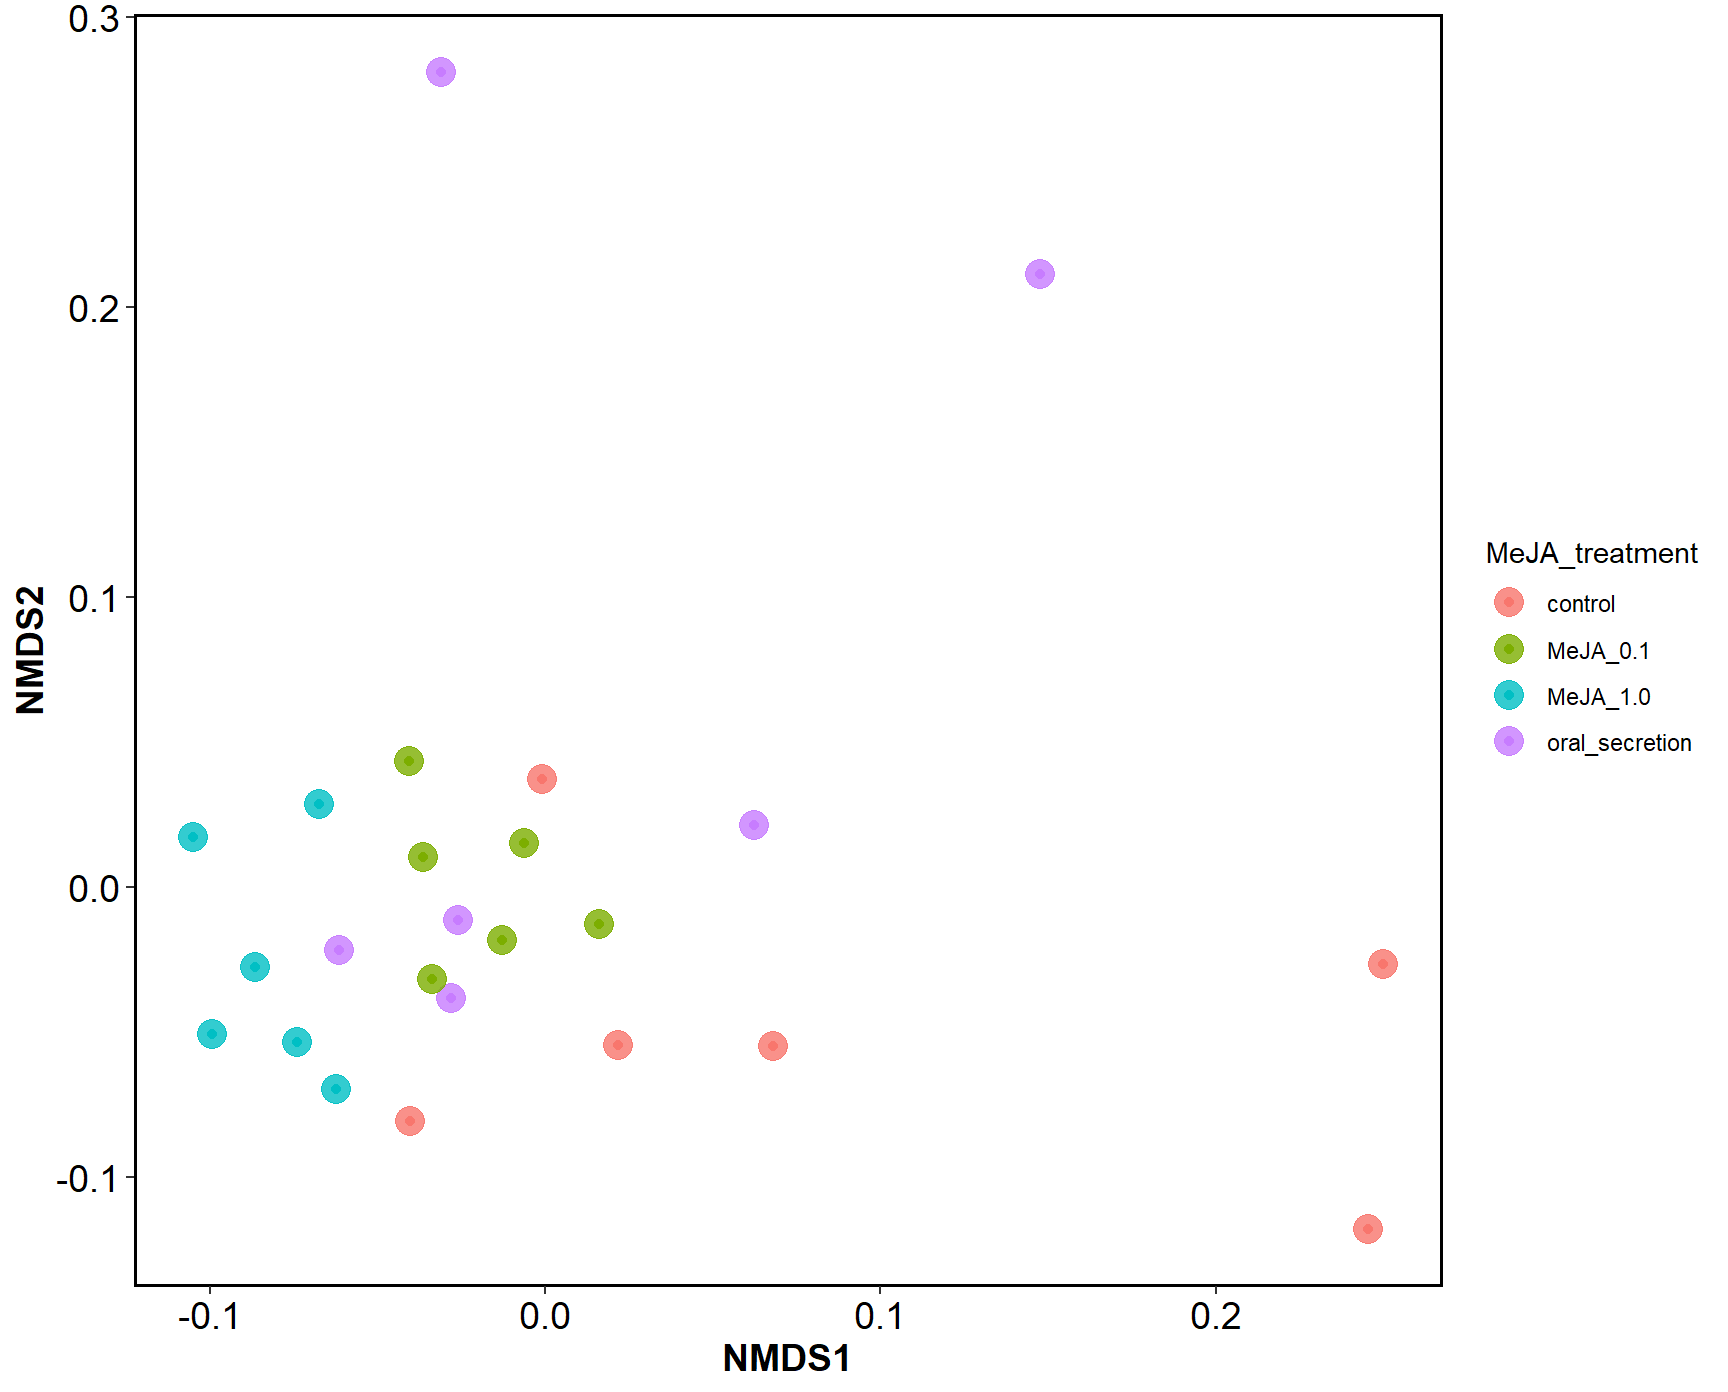 0.3
0.2
0.1
0.0
-0.1
NMDS2
-0.1
0.0
0.1
0.2
NMDS1
MeJA_treatment
control
MeJA_0.1
MeJA_1.0
oral_secretion